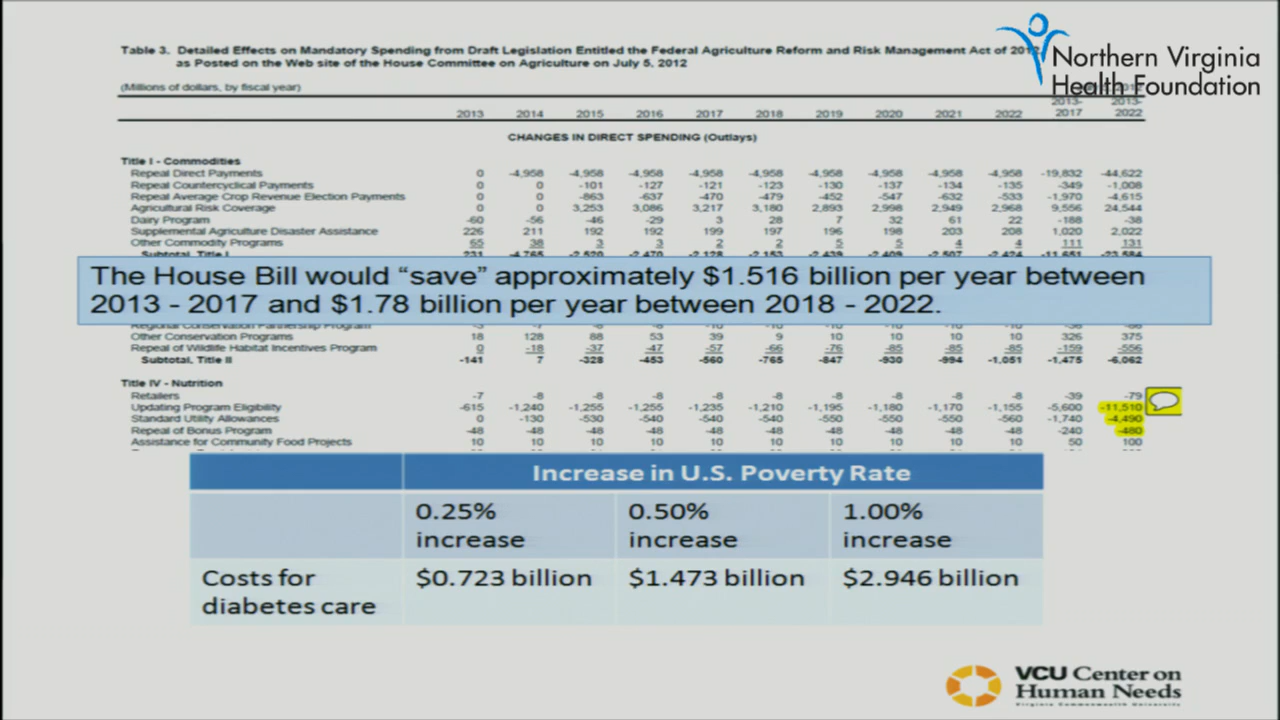 Northern Virginia
Health Foundation
Table 3. Detailed Effects on Mandatory Spending from Draft Legislation Entitled the Federal Agriculture Reform and Risk Management Act of
as Posted on the Web site of the House Committee on Agriculture on July 5, 2012
(Millions of dollars, by fiscal year)
2013 2014 2015 2016 2017 2018 2019 2020 2021 2022 2013-2017 2013-2022
CHANGES IN DIRECT SPENDING (Outlays)
Title I - Commodities
Repeal Direct Payments 0 -4,958 -4,958 -4,958 -4,958 -4,958 -4,958 -4,958 -4,958 -4,958 -19,832 -44,622
Repeal Countercyclical Payments 0 0 -101 -127 -121 -123 -130 -137 -134 -135 -349 -1,008
Repeal Average Crop Revenue Election Payments 0 0 -863 -637 -470 -479 -452 -547 -632 -533 -1,970 -4,615
Agricultural Risk Coverage 0 0 3,253 3,086 3,217 3,180 2,893 2,998 2,949 2,968 9,556 24,544
Dairy Program -60 -56 -46 -29 3 28 7 32 61 22 -188 -38
Supplemental Agriculture Disaster Assistance 226 211 192 192 199 197 196 198 203 208 1,020 2,022
Other Commodity Programs 65 38 3 3 2 2 5 5 4 4 111 131
Subtotal, Title I
The House Bill would “save” approximately $1.516 billion per year between
2013 - 2017 and $1.78 billion per year between 2018 - 2022.
Regional Conservation Partnership Program
Other Conservation Programs 18 128 88 53 39 9 10 10 10 10 326 375
Repeal of Wildlife Habitat Incentives Program 0 -18 -37 -47 -57 -66 -76 -85 -85 -85 -159 -556
Subtotal, Title II -141 7 -328 -453 -560 -765 -847 -930 -994 -1,051 -1,475 -6,062
Title IV - Nutrition
Retailers -7 -8 -8 -8 -8 -8 -8 -8 -8 -8 -39 -79
Updating Program Eligibility -615 -1,240 -1,255 -1,255 -1,235 -1,210 -1,195 -1,180 -1,170 -1,155 -5,600 -11,510
Standard Utility Allowances 0 -130 -530 -540 -540 -540 -550 -550 -550 -560 -1,740 -4,490
Repeal of Bonus Program -48 -48 -48 -48 -48 -48 -48 -48 -48 -48 -240 -480
Assistance for Community Food Projects 10 10 10 10 10 10 10 10 10 10 50 100
Increase in U.S. Poverty Rate
0.25% increase 0.50% increase 1.00% increase
Costs for diabetes care $0.723 billion $1.473 billion $2.946 billion
VCU Center on
Human Needs
Virginia Commonwealth University